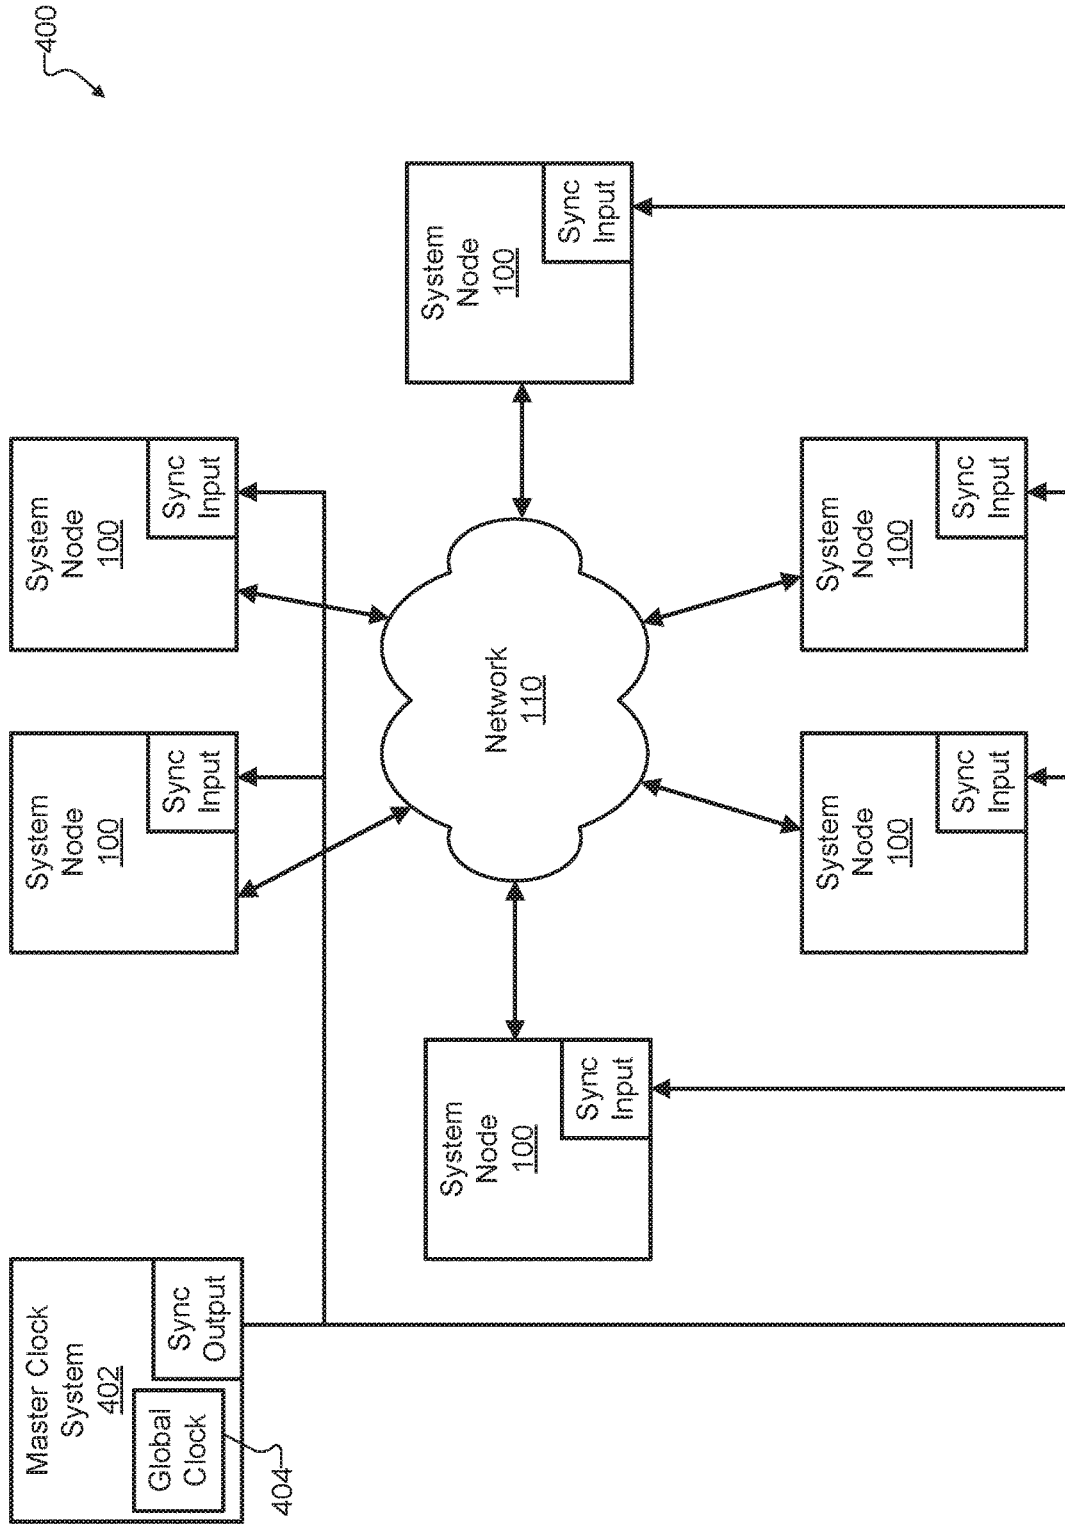 400
Master Clock
System
402
Global
Clock
404
Sync
Output
System
Node
100
Sync
Input
System
Node
100
Sync
Input
System
Node
100
Sync
Input
Network
110
System
Node
100
Sync
Input
System
Node
100
Sync
Input
System
Node
100
Sync
Input